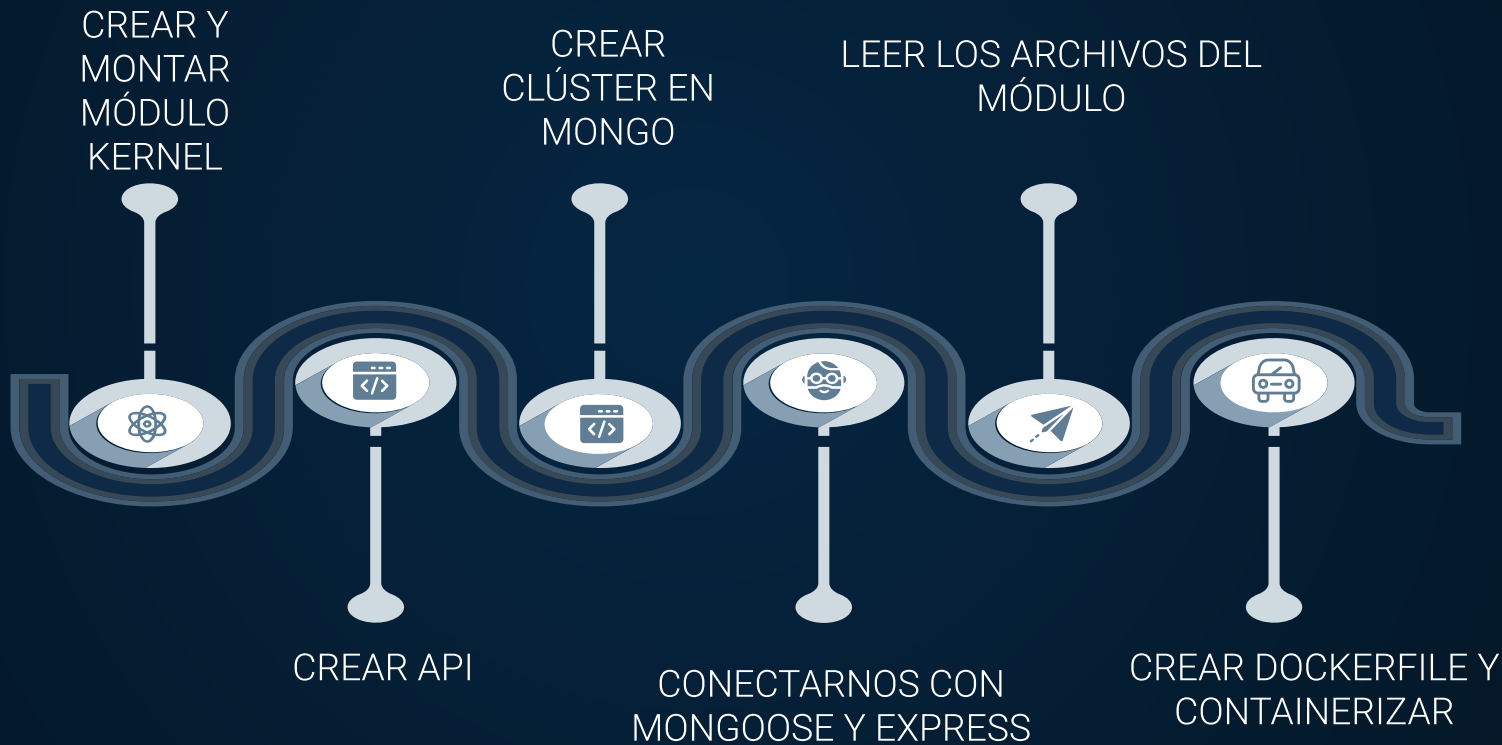 CREAR Y
MONTAR
MÓDULO
KERNEL
CREAR API
CREAR
CLÚSTER EN
MONGO
CONECTARNOS CON
MONGOOSE Y EXPRESS
LEER LOS ARCHIVOS DEL
MÓDULO
CREAR DOCKERFILE Y
CONTAINERIZAR